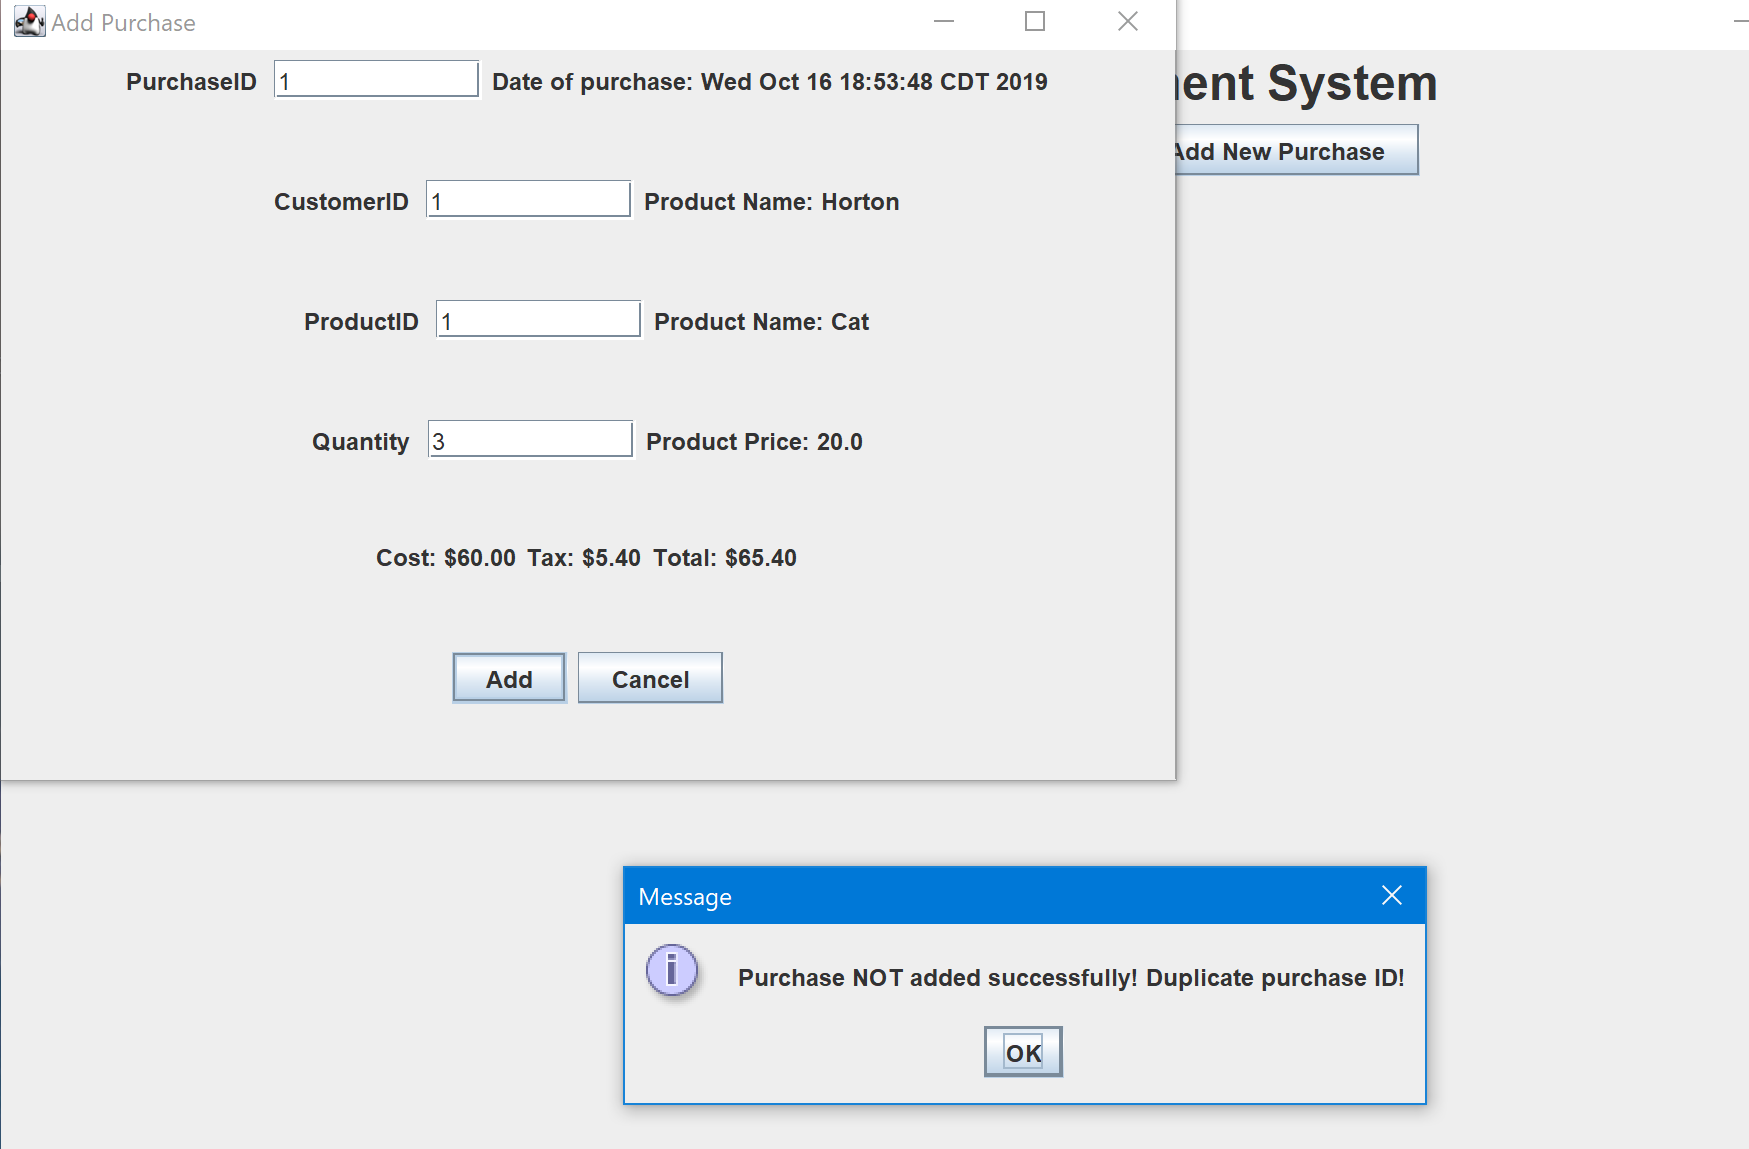 Add Purchase
PurchaseID 1 Date of purchase: Wed Oct 16 18:53:48 CDT 2019
System
Add New Purchase
CustomerID 1 Product Name: Horton
ProductID 1 Product Name: Cat
Quantity 3 Product Price: 20.0
Cost: $60.00 Tax: $5.40 Total: $65.40
Add Cancel
Message
Purchase NOT added successfully! Duplicate purchase ID!
OK